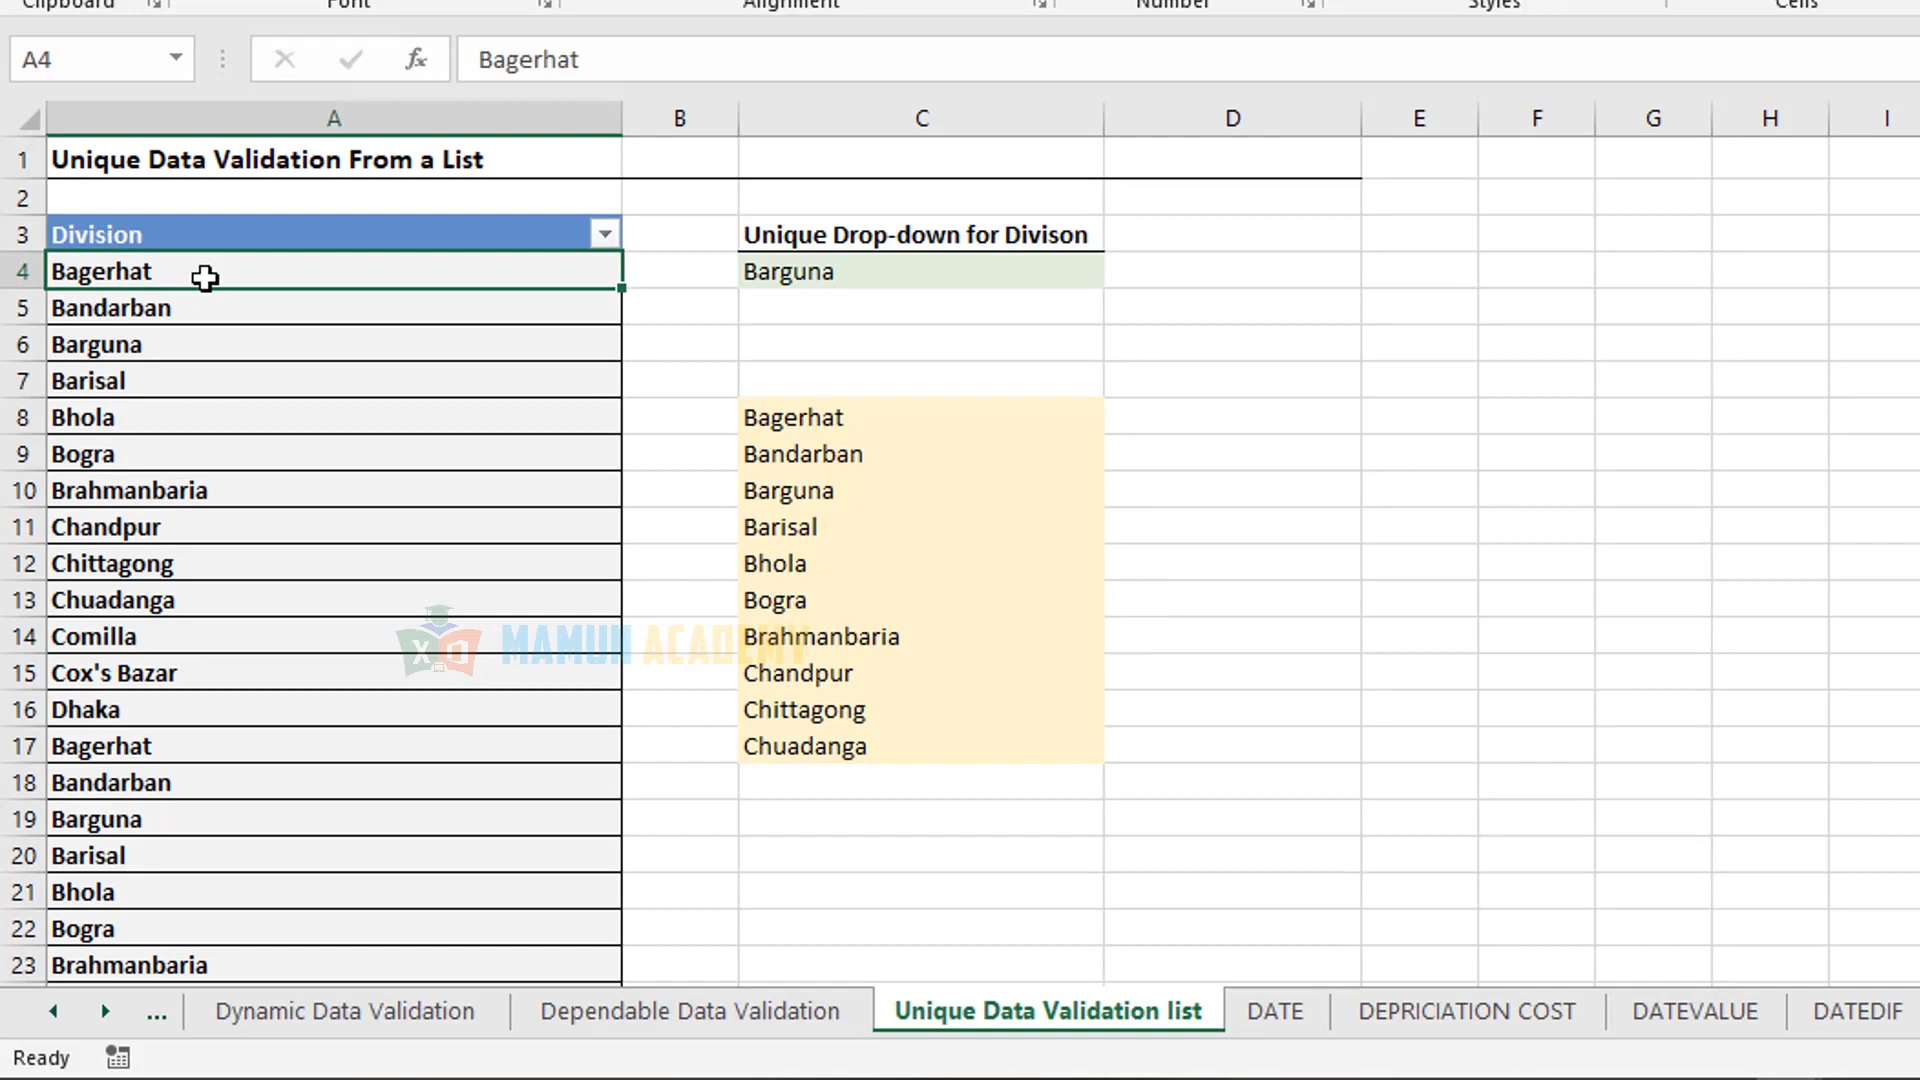 Clipboard Font Alignment Number Styles Cells
A4 fx Bagerhat
A B C D E F G H I
1 Unique Data Validation From a List
2
3 Division Unique Drop-down for Divison
4 Bagerhat Barguna
5 Bandarban
6 Barguna
7 Barisal
8 Bhola Bagerhat
9 Bogra Bandarban
10 Brahmanbaria Barguna
11 Chandpur Barisal
12 Chittagong Bhola
13 Chuadanga Bogra
14 Comilla MAMUN ACADEMY Brahmanbaria
15 Cox's Bazar Chandpur
16 Dhaka Chittagong
17 Bagerhat Chuadanga
18 Bandarban
19 Barguna
20 Barisal
21 Bhola
22 Bogra
23 Brahmanbaria
... Dynamic Data Validation Dependable Data Validation Unique Data Validation list DATE DEPRICIATION COST DATEVALUE DATEDIF
Ready